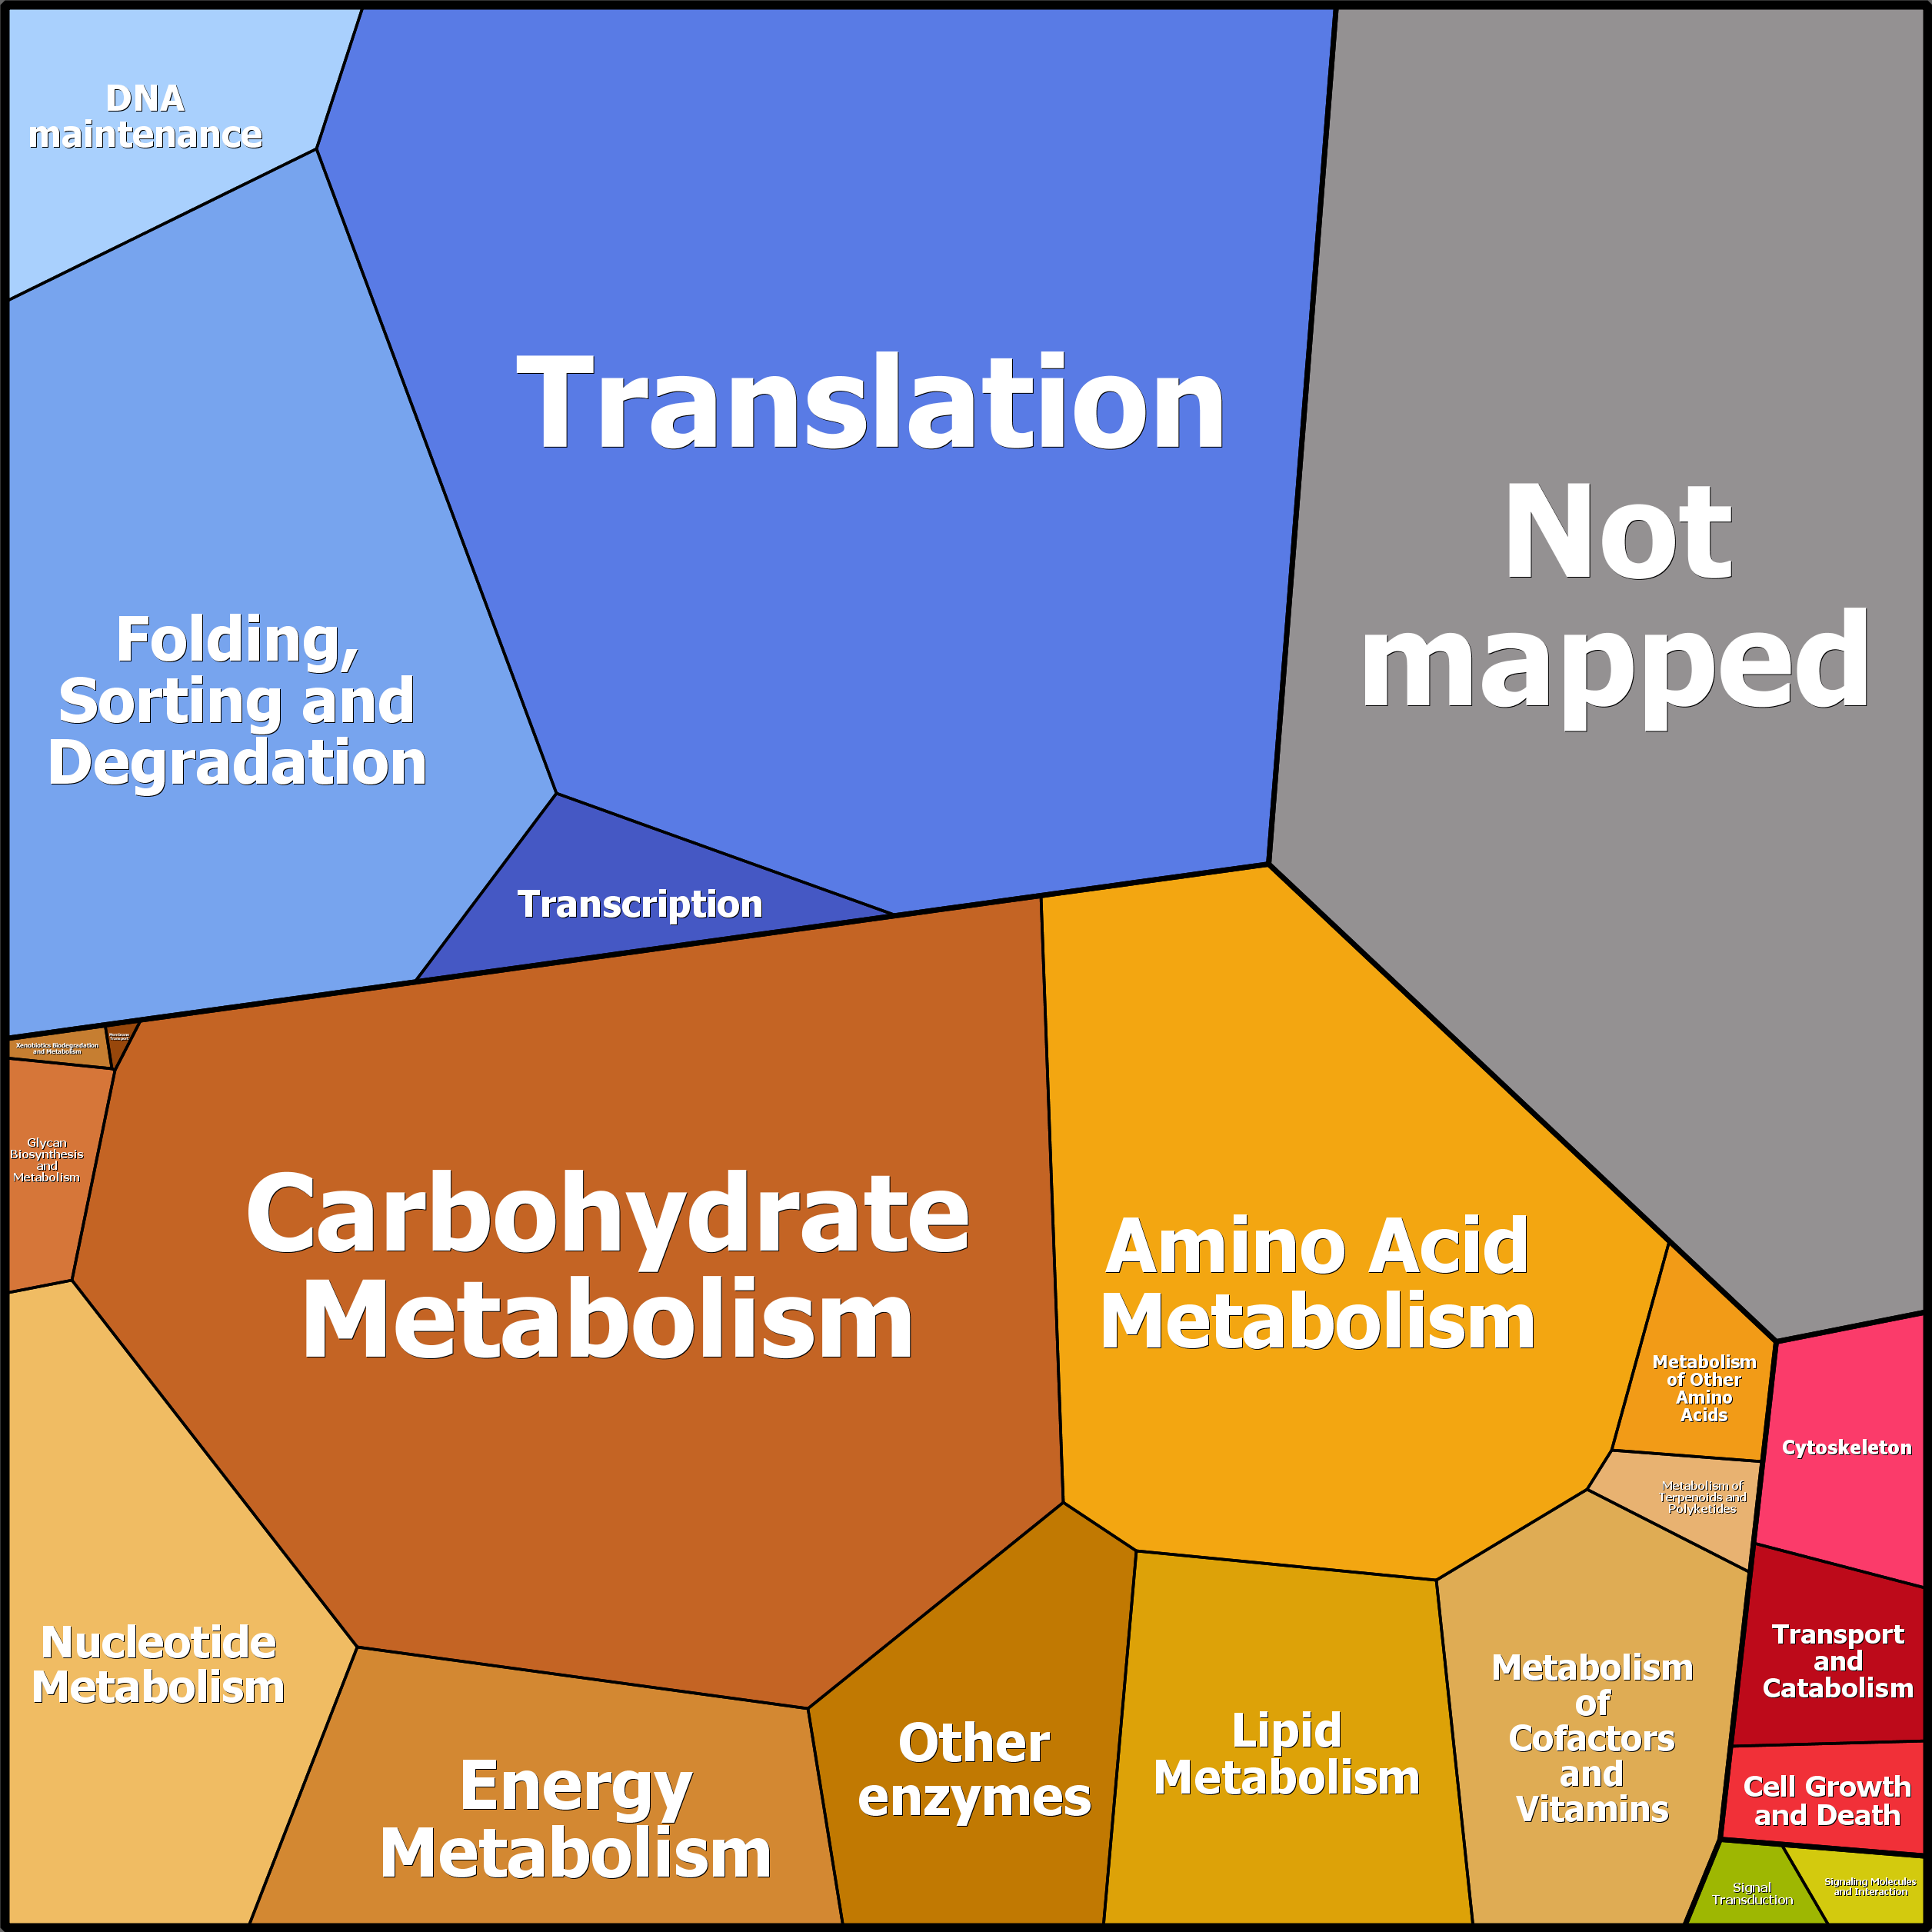 DNA
maintenance
Translation
Not
mapped
Folding,
Sorting and
Degradation
Transcription
Xenobiotics Biodegradation
and Metabolism
Membrane
Transport
Glycan
Biosynthesis
and
Metabolism
Carbohydrate
Metabolism
Amino Acid
Metabolism
Metabolism
of Other
Amino
Acids
Cytoskeleton
Metabolism of
Terpenoids and
Polyketides
Nucleotide
Metabolism
Transport
and
Catabolism
Metabolism
of
Cofactors
and
Vitamins
Other
enzymes
Lipid
Metabolism
Energy
Metabolism
Cell Growth
and Death
Signal
Transduction
Signaling Molecules
and Interaction